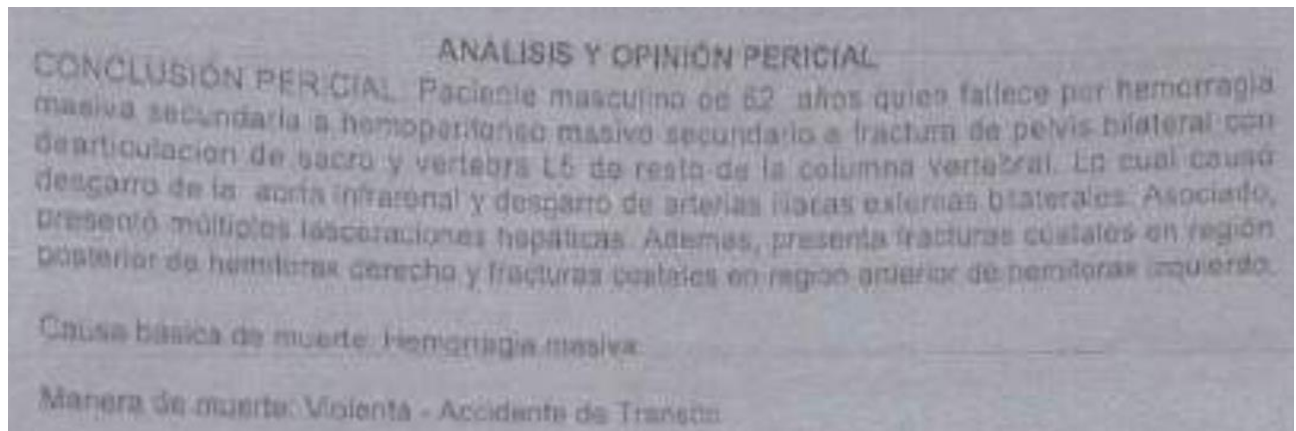 ANÁLISIS Y OPINIÓN PERICIAL
CONCLUSIÓN PERICIAL: Paciente masculino de 62 años quien fallece por hemorragia
masiva secundaria a hemoperitoneo masivo secundario a fractura de pelvis bilateral con
desarticulación de sacro y vertebra L5 de resto de la columna vertebral. Lo cual causó
desgarro de la aorta infrarenal y desgarro de arterias iliacas externas bilaterales. Asociado,
presentó múltiples lasceraciones hepáticas. Ademas, presenta fracturas costales en región
posterior de hemitorax derecho y fracturas costales en región anterior de hemitorax izquierdo.
Causa básica de muerte: Hemorragia masiva
Manera de muerte: Violenta - Accidente de Transito